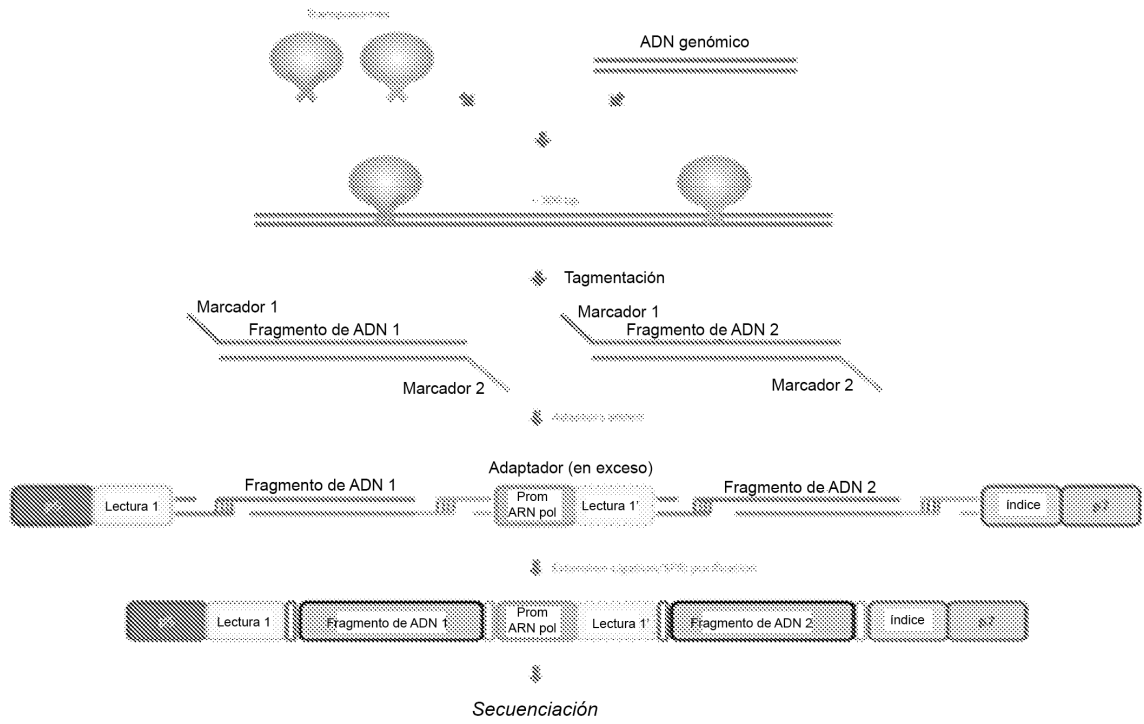 ADN genómico
Tagmentación
Marcador 1
Marcador 1
Fragmento de ADN 1
Fragmento de ADN 2
Marcador 2
Marcador 2
Adaptador (en exceso)
Fragmento de ADN 1
Fragmento de ADN 2
Lectura 1
Prom
ARN pol
Lectura 1'
índice
Lectura 1
Fragmento de ADN 1
Prom
ARN pol
Lectura 1'
Fragmento de ADN 2
índice
Secuenciación